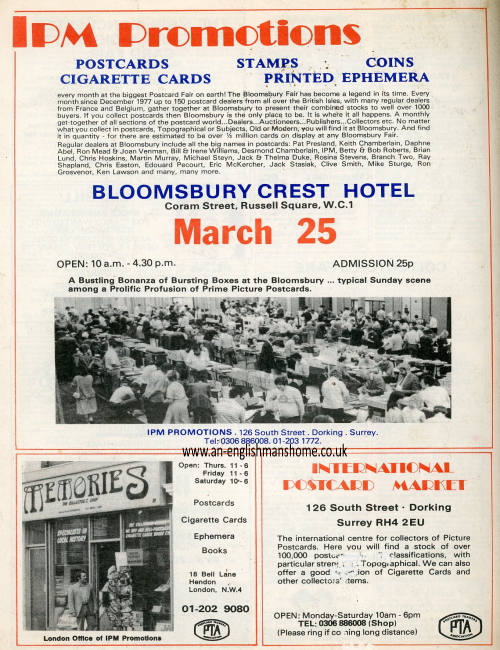 IPM Promotions
POSTCARDS STAMPS COINS
CIGARETTE CARDS PRINTED EPHEMERA
every month at the biggest Postcard Fair on earth! The Bloomsbury Fair has become a legend in its time. Every
month since December 1977 up to 150 postcard dealers from all over the British Isles, with many regular dealers
from France and Belgium, gather together at Bloomsbury to present their combined stocks to well over 1000
buyers. If you collect postcards then Bloomsbury is the only place to be. It is where it all happens. A monthly
get-together of all sections of the postcard world...Dealers...Auctioneers...Publishers...Collectors etc. No matter
what you collect in postcards, Topographical or Subjects, Old or Modern, you will find it at Bloomsbury. And find
it in quantity - for there are estimated to be over ½ million cards on display at any Bloomsbury Fair.
Regular dealers at Bloomsbury include all the big names in postcards: Pat Presland, Keith Chamberlain, Daphne
Abel, Ron Mead & Joan Venman, Bill & Irene Williams, Desmond Chamberlain, IPM, Betty & Bob Roberts, Brian
Lund, Chris Hoskins, Martin Murray, Michael Steyn, Jack & Thelma Duke, Rosina Stevens, Branch Two, Ray
Shapland, Chris Easton, Edouard Pecourt, Eric McKercher, Jack Stasiak, Clive Smith, Mike Sturge, Ron
Grosvenor, Ken Lawson and many, many more.
BLOOMSBURY CREST HOTEL
Coram Street, Russell Square, W.C.1
March 25
OPEN: 10 a.m. - 4.30 p.m. ADMISSION 25p
A Bustling Bonanza of Bursting Boxes at the Bloomsbury ... typical Sunday scene
among a Prolific Profusion of Prime Picture Postcards.
IPM PROMOTIONS . 126 South Street . Dorking . Surrey.
Tel: 0306 886008. 01-203 1772.
www.an-englishmanshome.co.uk
MEMORIES
THE COLLECTOR'S SHOP
SPECIALISTS IN
LOCAL HISTORY
Open: Thurs. 11 - 6
Friday 11 - 6
Saturday 10 - 6
Postcards
Cigarette Cards
Ephemera
Books
18 Bell Lane
Hendon
London, N.W.4
01-202 9080
PTA
London Office of IPM Promotions
INTERNATIONAL
POSTCARD MARKET
126 South Street · Dorking
Surrey RH4 2EU
The international centre for collectors of Picture
Postcards. Here you will find a stock of over
100,000 classifications, with
particular Topographical. We can also
offer a good of Cigarette Cards and
other collectors' items.
OPEN: Monday-Saturday 10am - 6pm
TEL: 0306 886008 (Shop)
(Please ring if coming long distance)
PTA